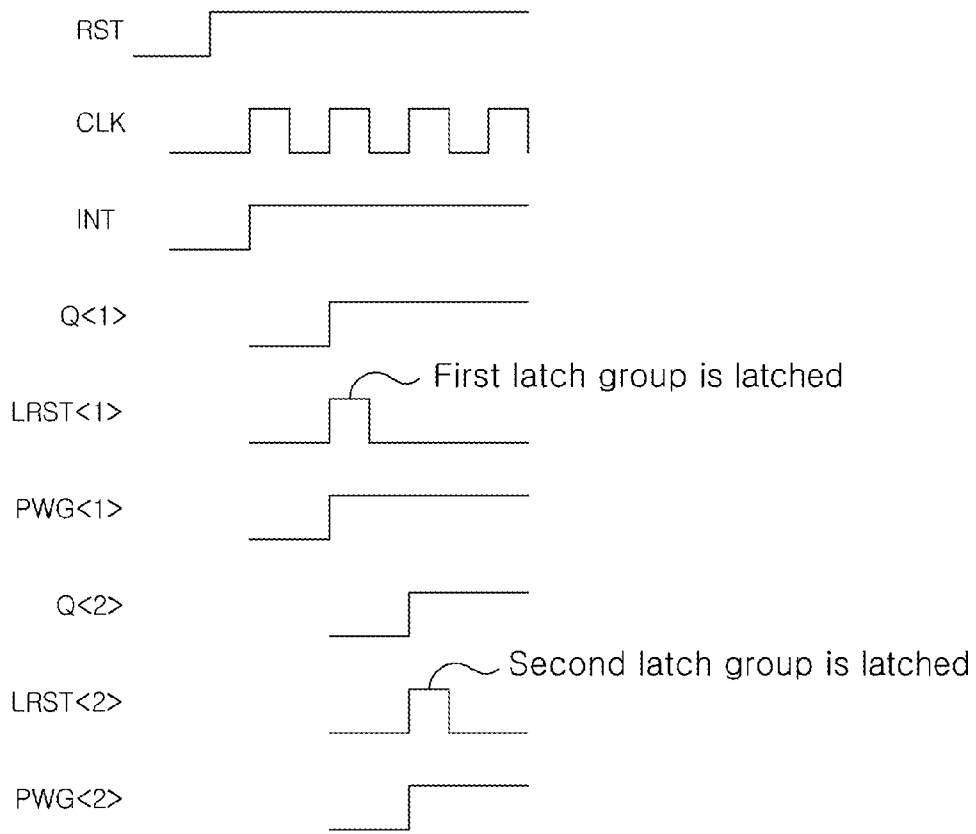 RST
CLK
INT
Q<1>
First latch group is latched
LRST<1>
PWG<1>
Q<2>
Second latch group is latched
LRST<2>
PWG<2>